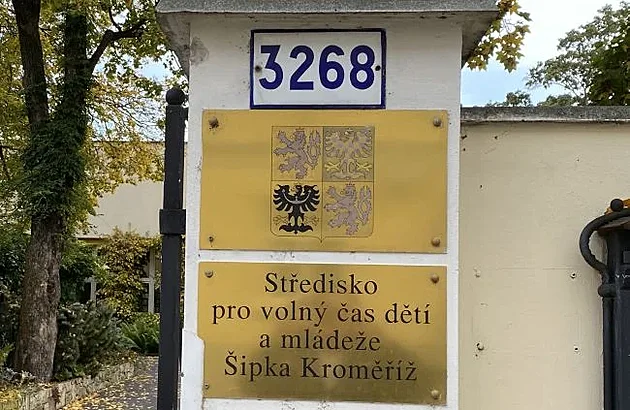 3268
Středisko
pro volný čas dětí
a mládeže
Šipka Kroměříž